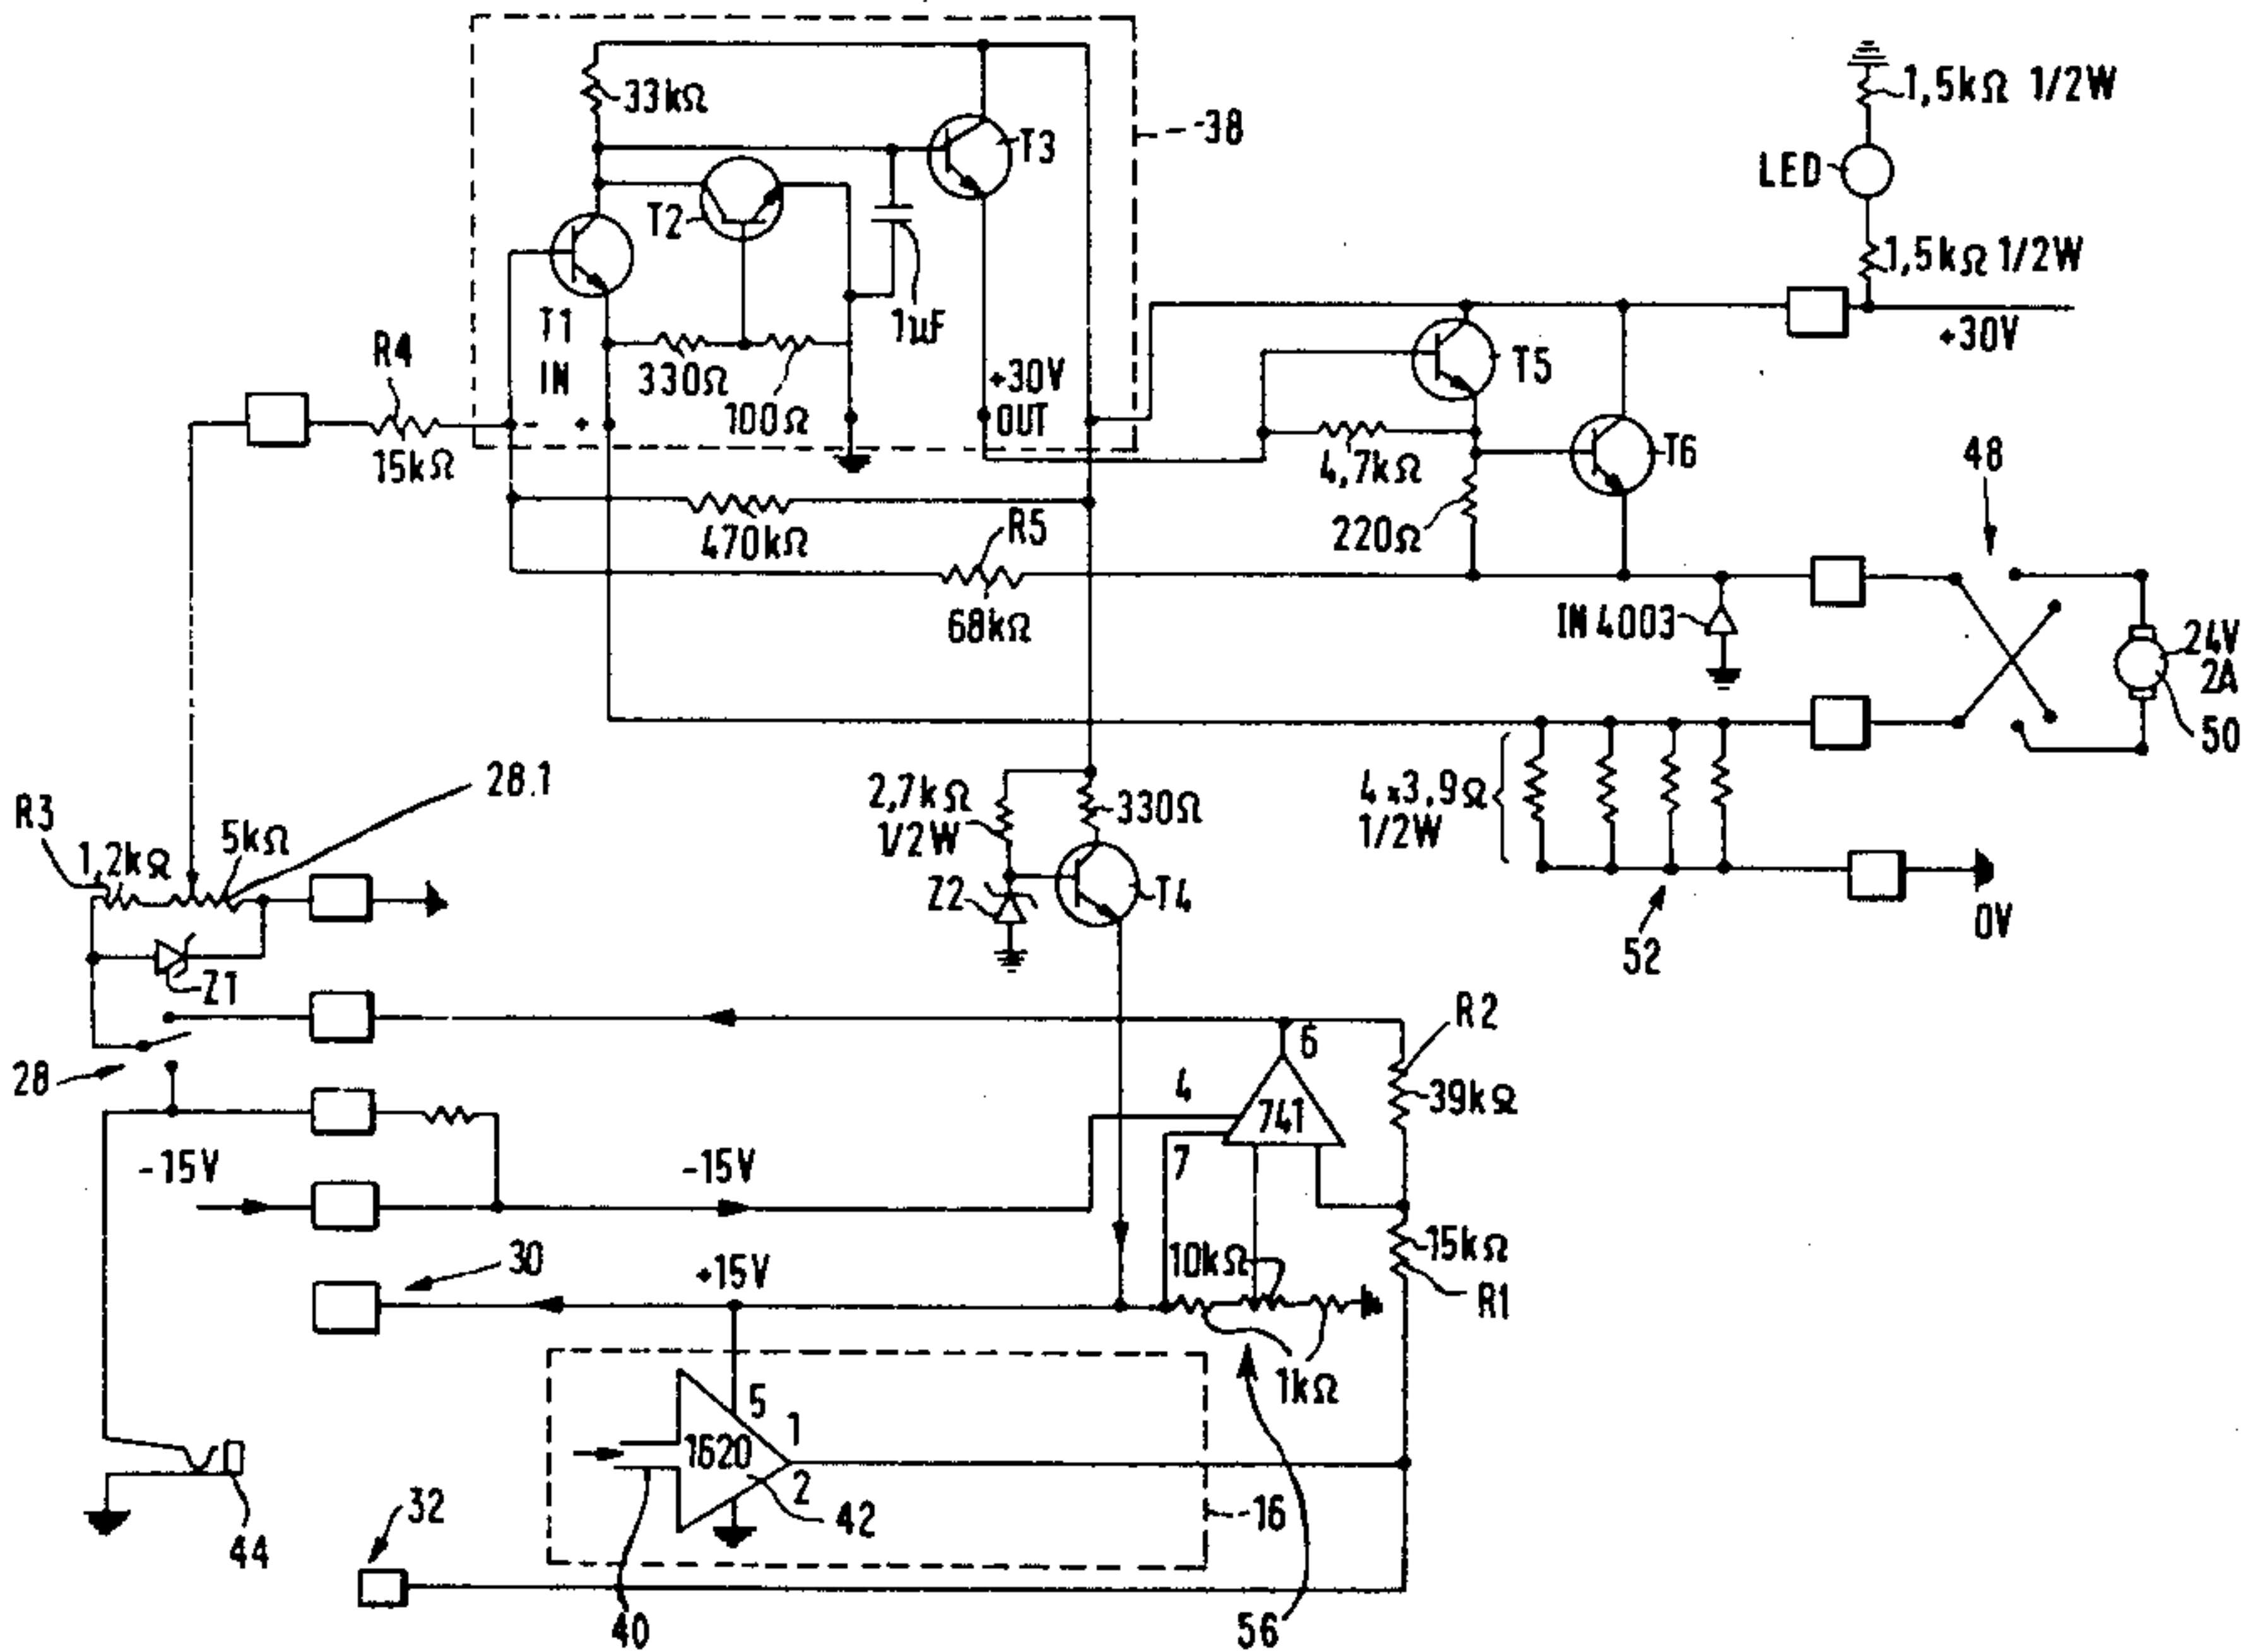 33kΩ
T3
38
1,5kΩ 1/2W
LED
T2
1,5kΩ 1/2W
T1
1µF
R4
IN
330Ω
+30V
T5
+30V
- +
100Ω
OUT
15kΩ
4,7kΩ
T6
48
470kΩ
R5
220Ω
68kΩ
IN 4003
24V
2A
50
28.1
2,7kΩ
1/2W
330Ω
4x3,9Ω
1/2W
R3
1,2kΩ
5kΩ
Z2
T4
0V
52
Z1
R2
6
28
4
39kΩ
741
7
-15V
-15V
30
+15V
10kΩ
15kΩ
R1
1kΩ
5
1
1620
2
42
16
32
44
40
56